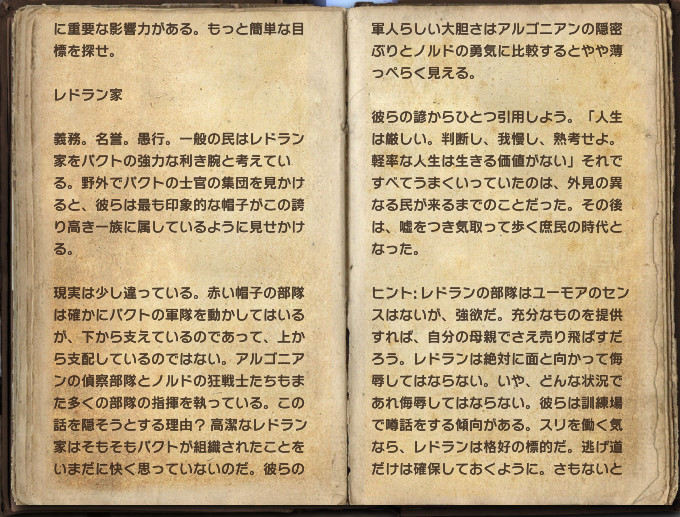 に重要な影響力がある。もっと簡単な目
標を探せ。
レドラン家
義務。名誉。愚行。一般の民はレドラン
家をパクトの強力な利き腕と考えてい
る。野外でパクトの士官の集団を見かけ
ると、彼らは最も印象的な帽子がこの誇
り高き一族に属しているように見せかけ
る。
現実は少し違っている。赤い帽子の部隊
は確かにパクトの軍隊を動かしてはいる
が、下から支えているのであって、上か
ら支配しているのではない。アルゴニア
ンの偵察部隊とノルドの狂戦士たちもま
た多くの部隊の指揮を執っている。この
話を隠そうとする理由? 高潔なレドラン
家はそもそもパクトが組織されたことを
いまだに快く思っていないのだ。彼らの
軍人らしい大胆さはアルゴニアンの隠密
ぶりとノルドの勇気に比較するとやや薄
っぺらく見える。
彼らの諺からひとつ引用しよう。「人生
は厳しい。判断し、我慢し、熟考せよ。
軽率な人生は生きる価値がない」それで
すべてうまくいっていたのは、外見の異
なる民が来るまでのことだった。その後
は、嘘をつき気取って歩く庶民の時代と
なった。
ヒント: レドランの部隊はユーモアのセン
スはないが、強欲だ。充分なものを提供
すれば、自分の母親でさえ売り飛ばすだ
ろう。レドランは絶対に面と向かって侮
辱してはならない。いや、どんな状況で
あれ侮辱してはならない。彼らは訓練場
で噂話をする傾向がある。スリを働く気
なら、レドランは格好の標的だ。逃げ道
だけは確保しておくように。さもないと